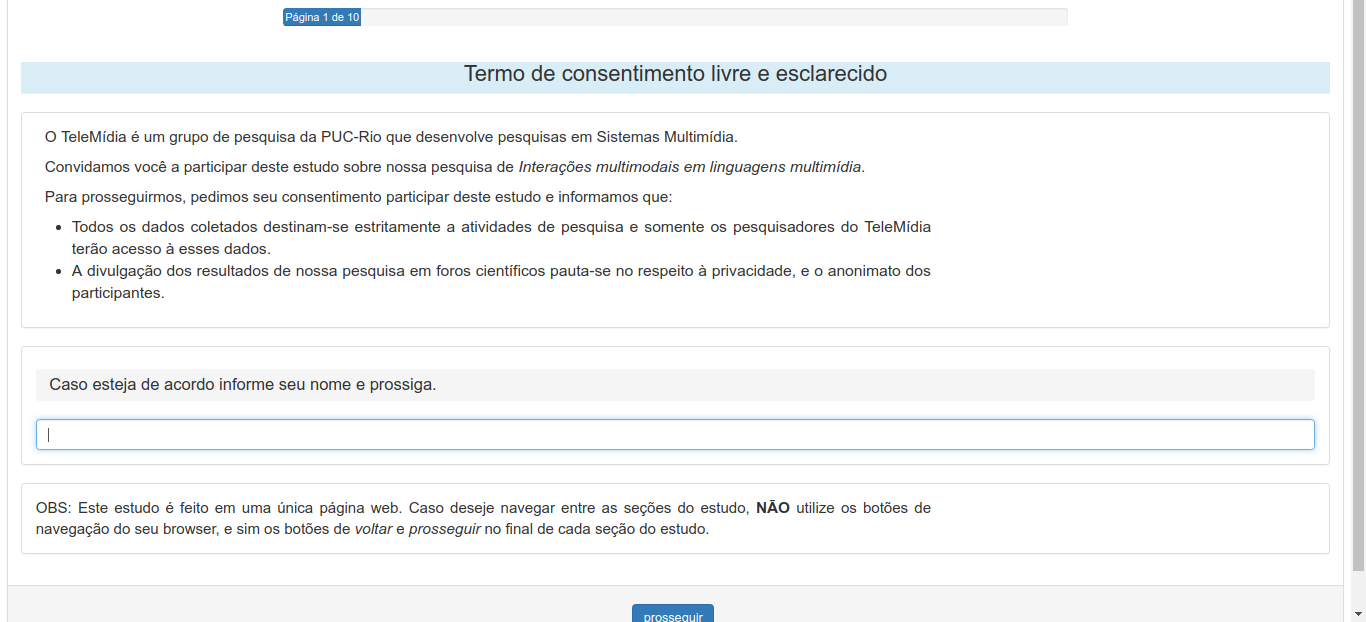 Página 1 de 10
Termo de consentimento livre e esclarecido
O TeleMídia é um grupo de pesquisa da PUC-Rio que desenvolve pesquisas em Sistemas Multimídia.
Convidamos você a participar deste estudo sobre nossa pesquisa de Interações multimodais em linguagens multimídia.
Para prosseguirmos, pedimos seu consentimento participar deste estudo e informamos que:
• Todos os dados coletados destinam-se estritamente a atividades de pesquisa e somente os pesquisadores do TeleMídia
terão acesso à esses dados.
• A divulgação dos resultados de nossa pesquisa em foros científicos pauta-se no respeito à privacidade, e o anonimato dos
participantes.
Caso esteja de acordo informe seu nome e prossiga.
OBS: Este estudo é feito em uma única página web. Caso deseje navegar entre as seções do estudo, NÃO utilize os botões de
navegação do seu browser, e sim os botões de voltar e prosseguir no final de cada seção do estudo.
prosseguir